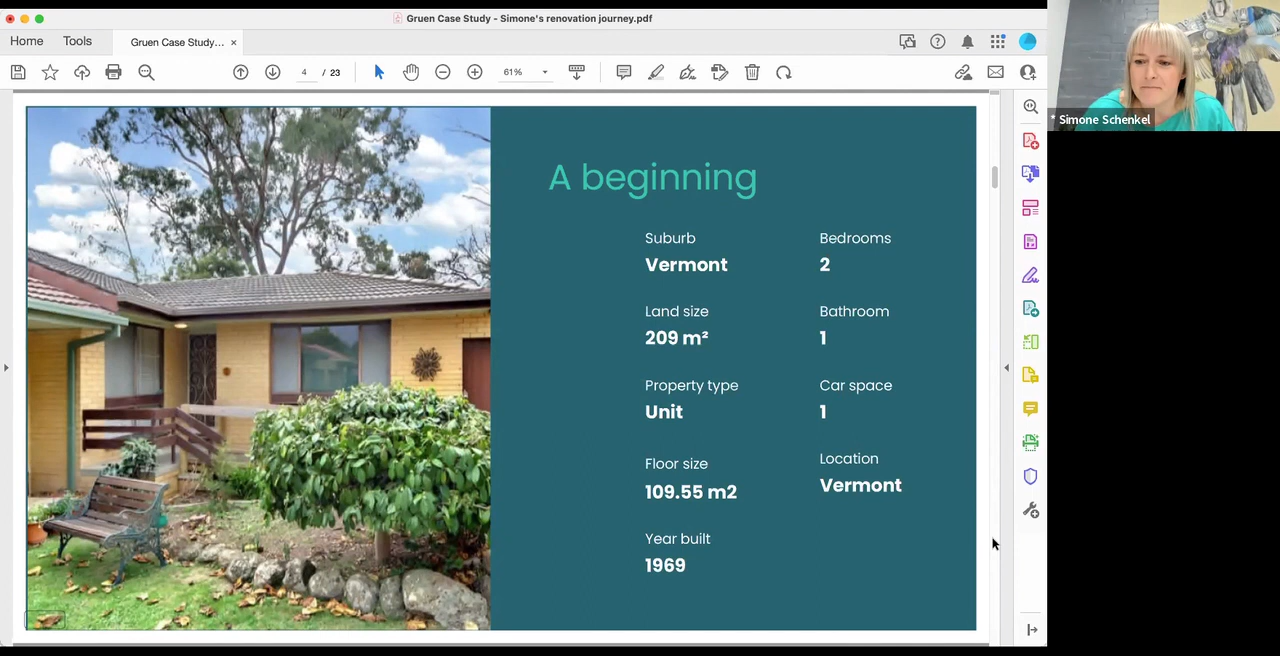 Gruen Case Study - Simone's renovation journey.pdf
Home Tools Gruen Case Study... ×
4 / 23 61%
* Simone Schenkel
A beginning
Suburb
Vermont
Bedrooms
2
Land size
209 m²
Bathroom
1
Property type
Unit
Car space
1
Floor size
109.55 m2
Location
Vermont
Year built
1969